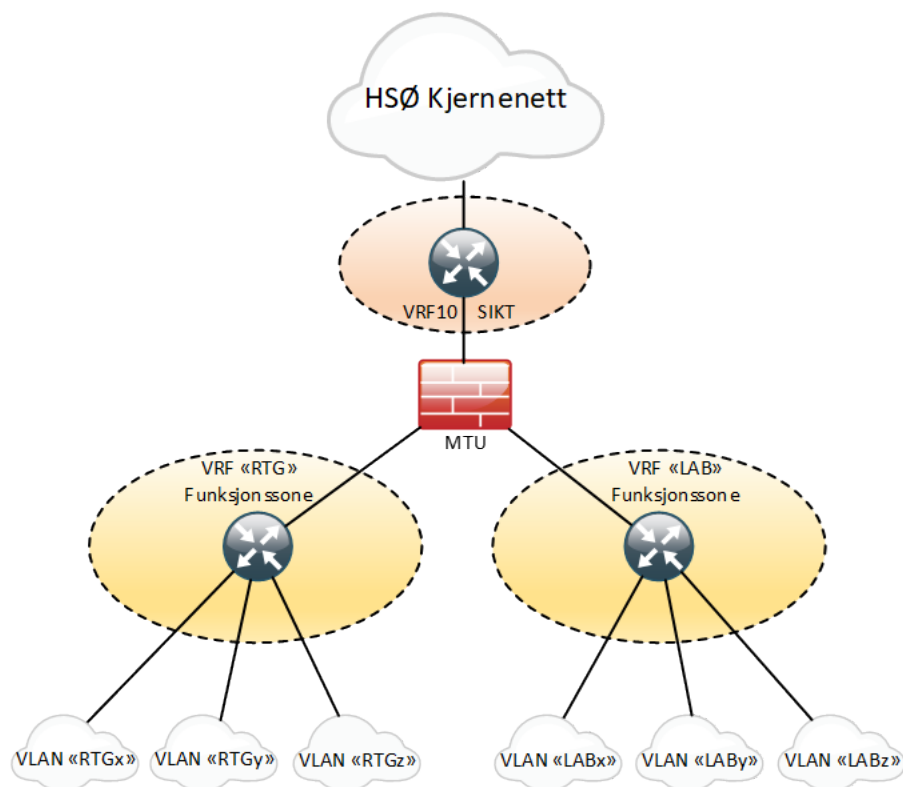 HSØ Kjernenett
VRF10 SIKT
MTU
VRF «RTG»
Funksjonssone
VRF «LAB»
Funksjonssone
VLAN «RTGx»
VLAN «RTGy»
VLAN «RTGz»
VLAN «LABx»
VLAN «LABy»
VLAN «LABz»